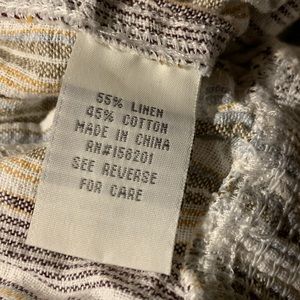 55% LINEN
45% COTTON
MADE IN CHINA
RN#156201
SEE REVERSE
FOR CARE